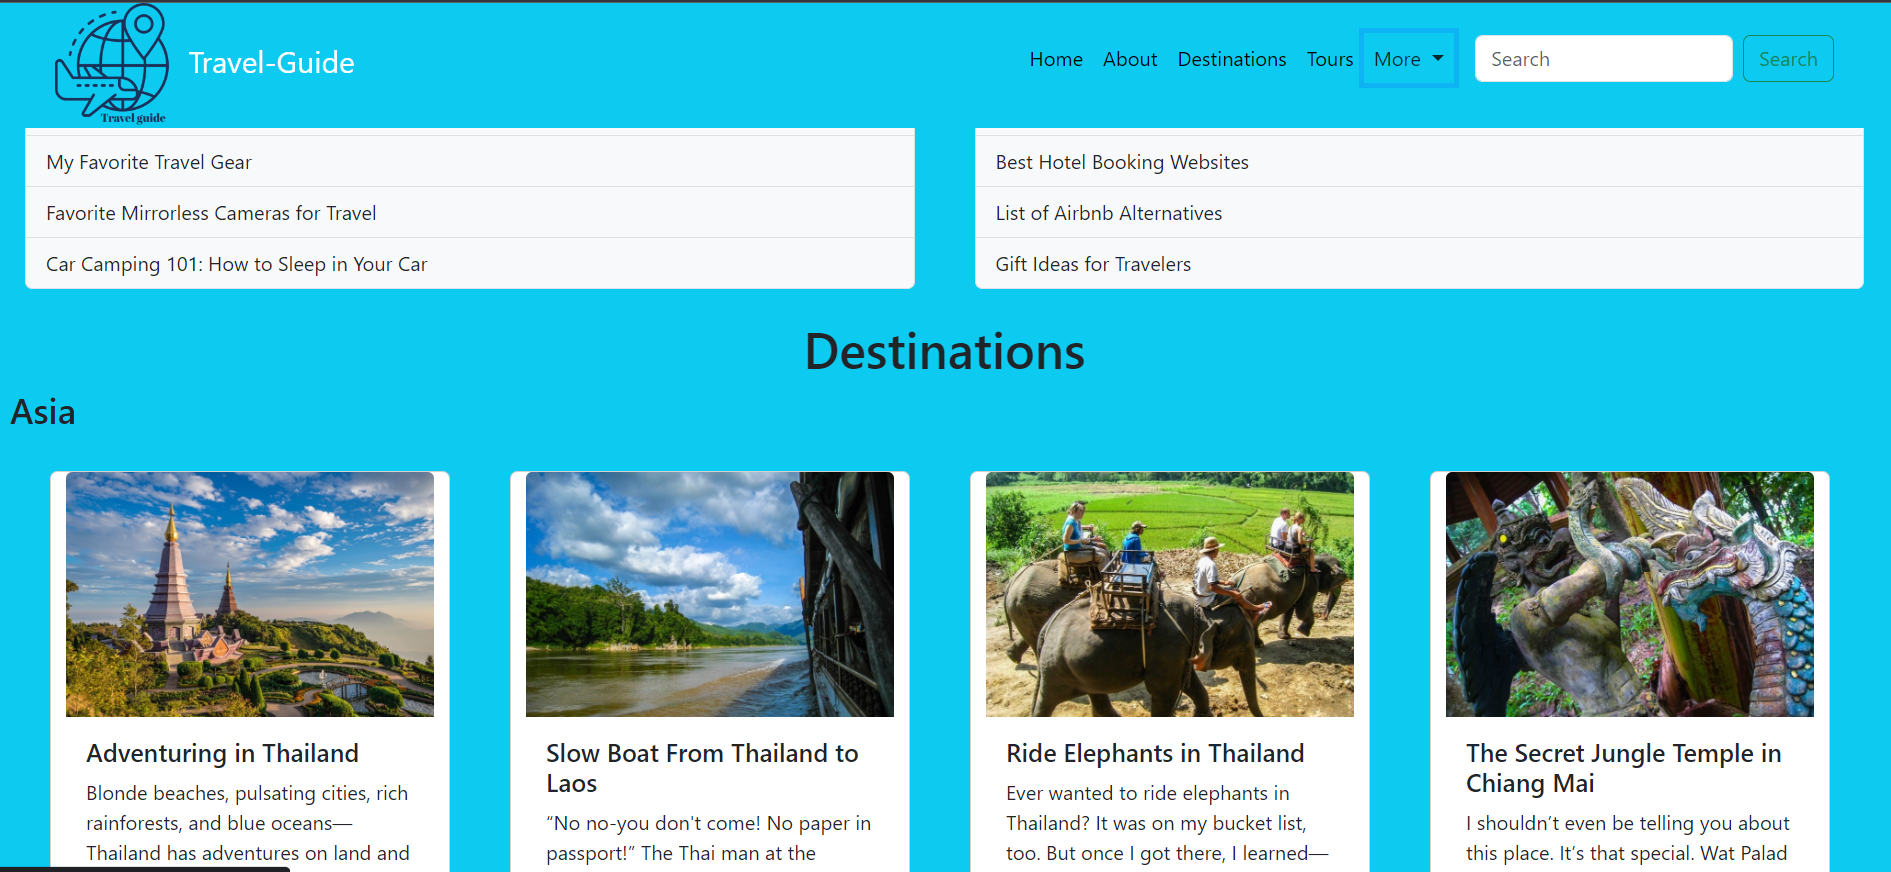 Travel guide
Travel-Guide
Home About Destinations Tours More Search Search
My Favorite Travel Gear
Favorite Mirrorless Cameras for Travel
Car Camping 101: How to Sleep in Your Car
Best Hotel Booking Websites
List of Airbnb Alternatives
Gift Ideas for Travelers
Destinations
Asia
Adventuring in Thailand
Blonde beaches, pulsating cities, rich
rainforests, and blue oceans—
Thailand has adventures on land and
Slow Boat From Thailand to
Laos
“No no-you don't come! No paper in
passport!” The Thai man at the
Ride Elephants in Thailand
Ever wanted to ride elephants in
Thailand? It was on my bucket list,
too. But once I got there, I learned—
The Secret Jungle Temple in
Chiang Mai
I shouldn’t even be telling you about
this place. It’s that special. Wat Palad